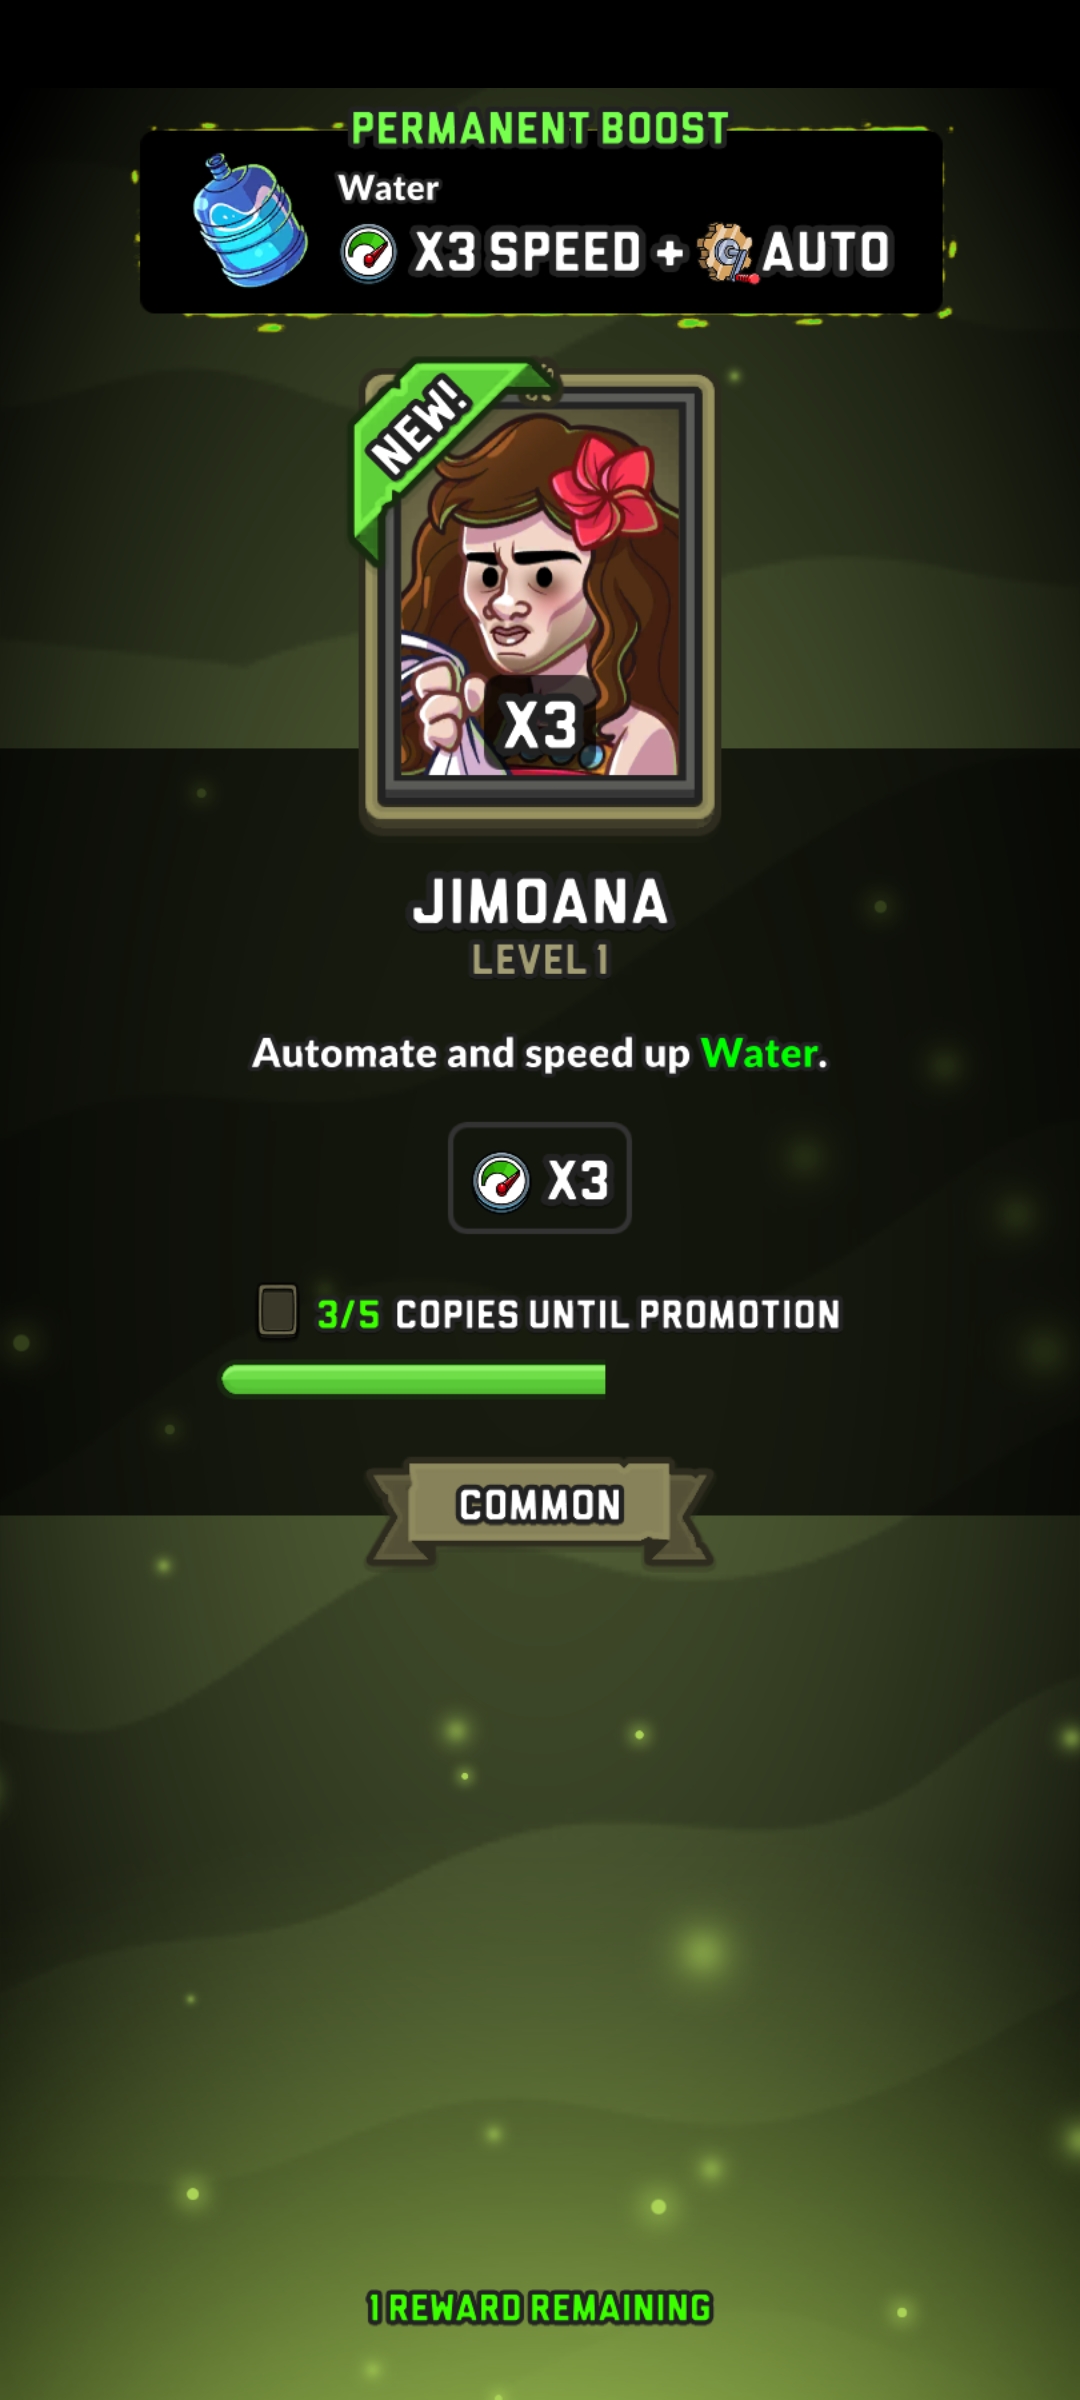 PERMANENT BOOST
Water
X3 SPEED + AUTO
NEW!
X3
JIMOANA
LEVEL 1
Automate and speed up Water.
X3
3/5 COPIES UNTIL PROMOTION
COMMON
1 REWARD REMAINING